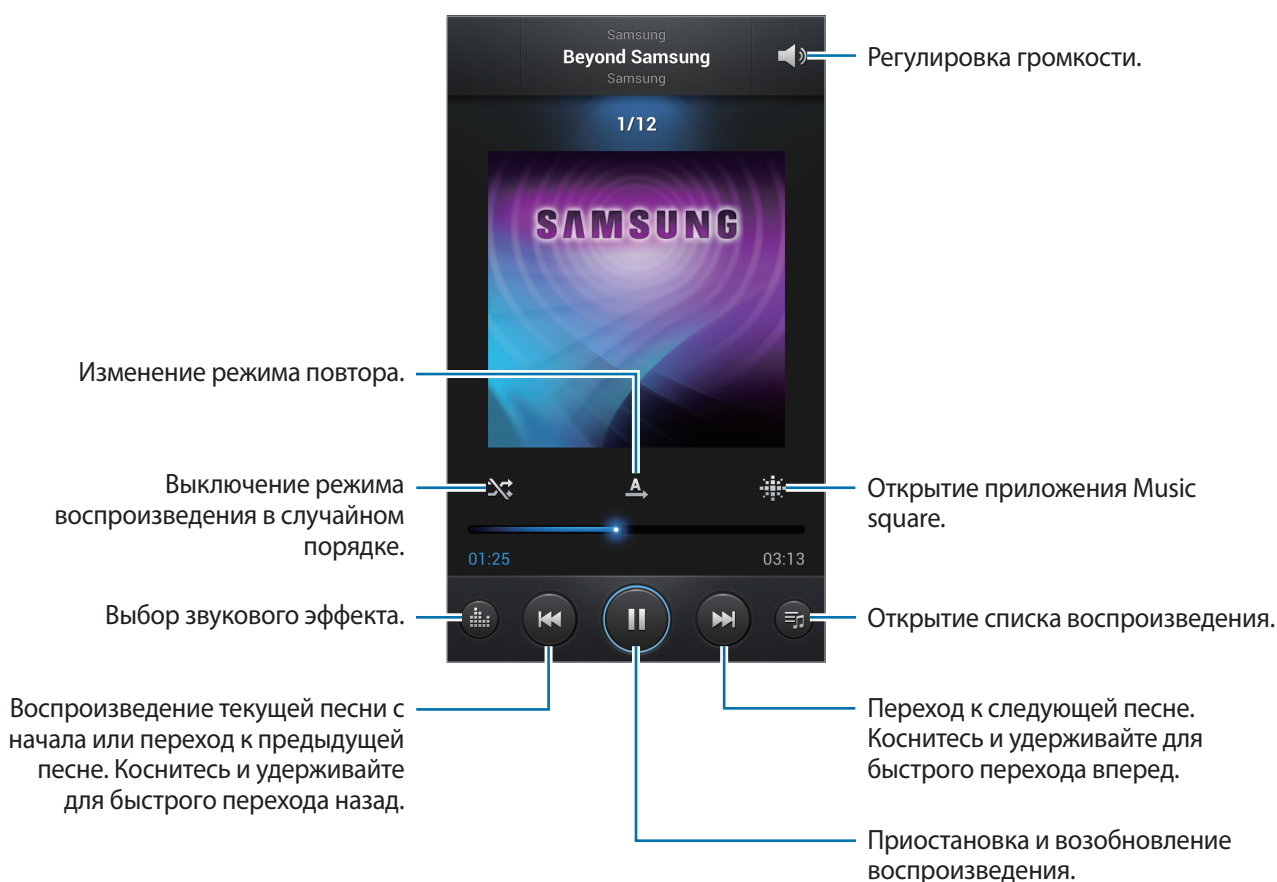 Samsung
Beyond Samsung
Samsung
Регулировка громкости.
1/12
SAMSUNG
Изменение режима повтора.
Выключение режима
воспроизведения в случайном
порядке.
A
Открытие приложения Music
square.
01:25
03:13
Выбор звукового эффекта.
Открытие списка воспроизведения.
Воспроизведение текущей песни с
начала или переход к предыдущей
песне. Коснитесь и удерживайте
для быстрого перехода назад.
Переход к следующей песне.
Коснитесь и удерживайте для
быстрого перехода вперед.
Приостановка и возобновление
воспроизведения.